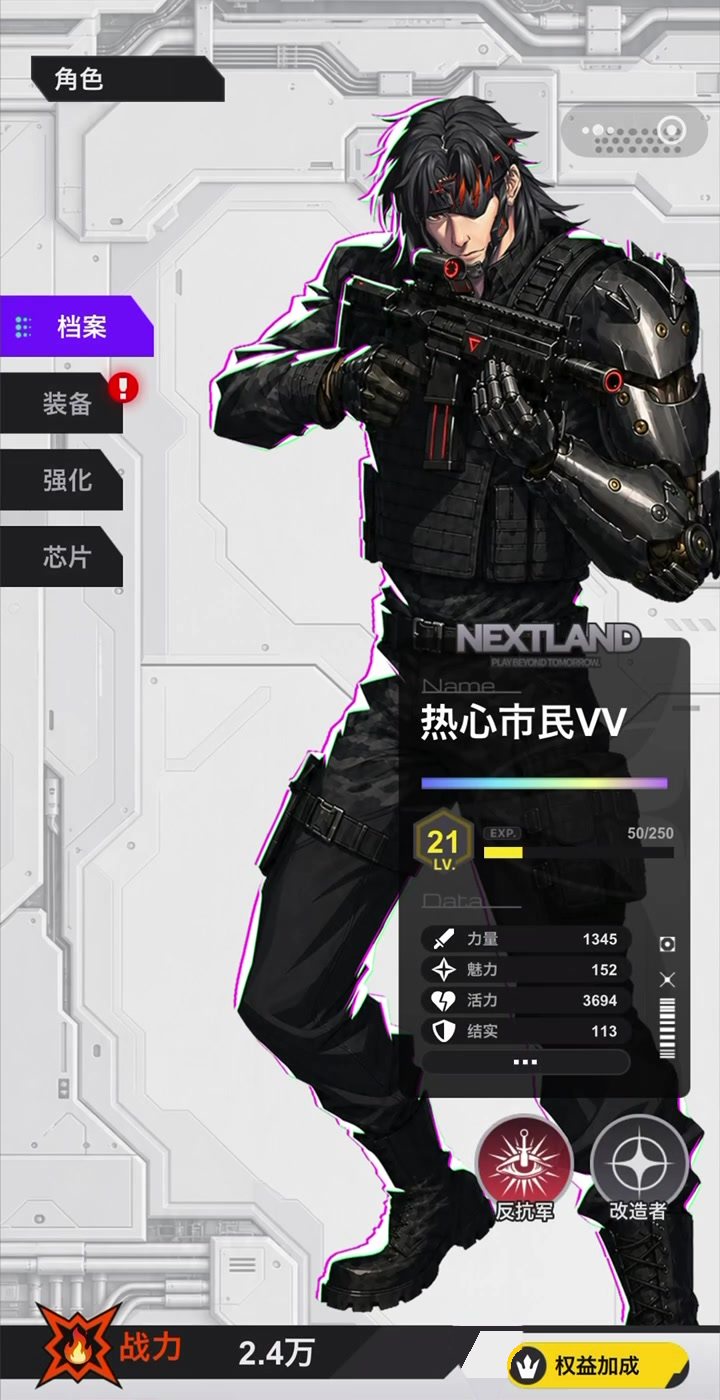 角色
档案
装备
强化
芯片
NEXTLAND
PLAY BEYOND TOMORROW.
Name
热心市民VV
21
LV.
EXP.
50/250
Data
力量 1345
魅力 152
活力 3694
结实 113
反抗军
改造者
战力 2.4万
权益加成